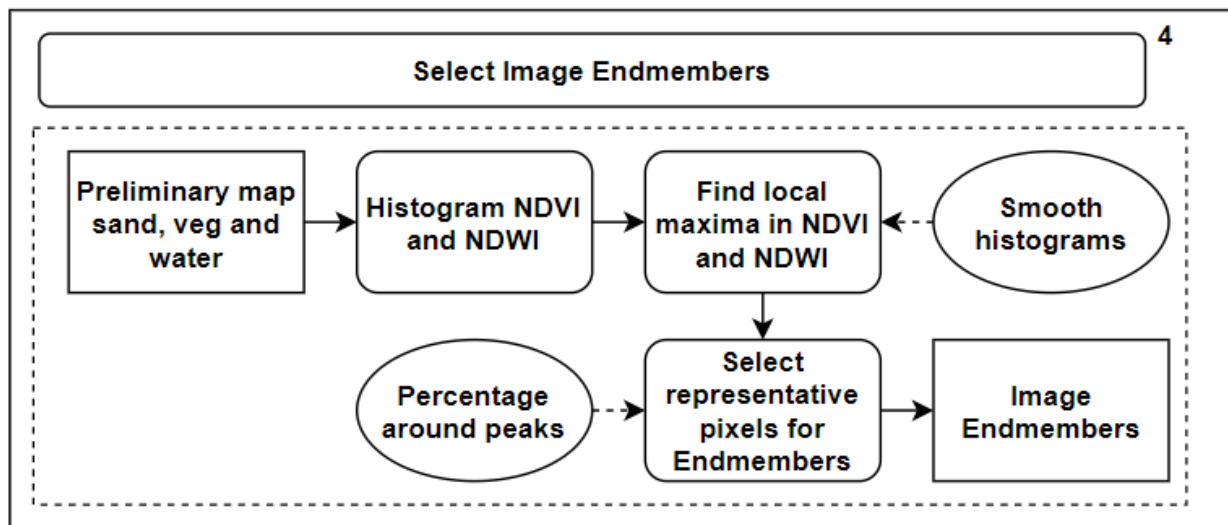 4
Select Image Endmembers
Preliminary map
sand, veg and
water
Histogram NDVI
and NDWI
Find local
maxima in NDVI
and NDWI
Smooth
histograms
Percentage
around peaks
Select
representative
pixels for
Endmembers
Image
Endmembers